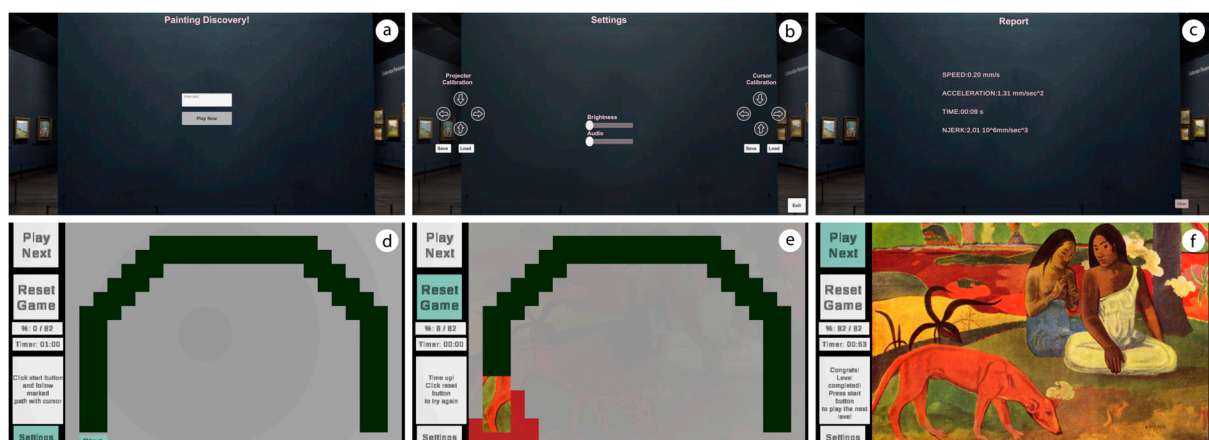 Painting Discovery!
a
Play Now
Settings
b
Projector
Calibration
Cursor
Calibration
Brightness
Audio
Save
Load
Save
Load
Exit
Report
c
SPEED:0.20 mm/s
ACCELERATION:1.31 mm/sec^2
TIME:00:09 s
NJERK:2,01 10^6mm/sec^3
Play
Next
Reset
Game
%: 0 / 82
Timer: 01:00
Click start button
and follow
marked
path with cursor
Settings
Start
d
Play
Next
Reset
Game
%: 8 / 82
Timer: 00:00
Time up!
Click reset
button
to try again
Settings
e
Play
Next
Reset
Game
%: 82 / 82
Timer: 00:53
Congrats!
Level
completed!
Press start
button
to play the next
level
Settings
f